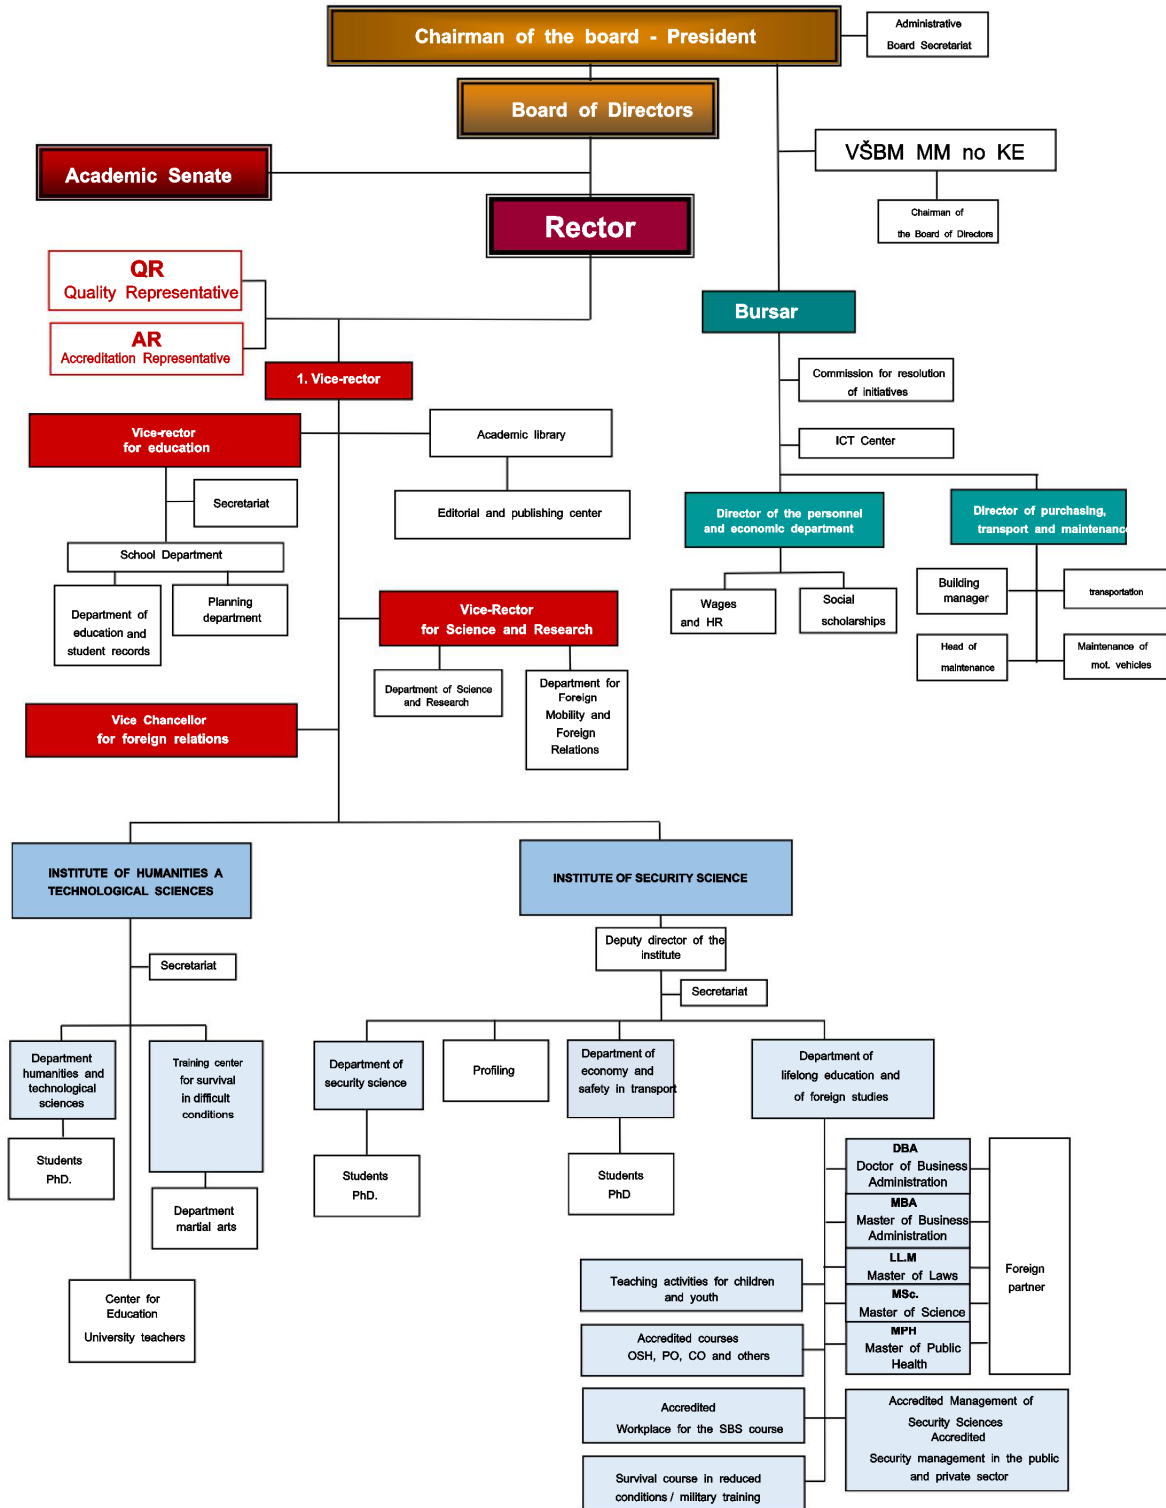 Chairman of the board - President
Administrative
Board Secretariat
Board of Directors
VŠBM MM no KE
Academic Senate
Chairman of
the Board of Directors
Rector
QR
Quality Representative
AR
Accreditation Representative
Bursar
1. Vice-rector
Commission for resolution
of initiatives
Vice-rector
for education
Academic library
ICT Center
Secretariat
Editorial and publishing center
Director of the personnel
and economic department
Director of purchasing,
transport and maintenance
School Department
Department of
education and
student records
Planning
department
Vice-Rector
for Science and Research
Wages
and HR
Social
scholarships
Building
manager
transportation
Head of
maintenance
Maintenance of
mot. vehicles
Department of Science
and Research
Department for
Foreign
Mobility and
Foreign
Relations
Vice Chancellor
for foreign relations
INSTITUTE OF HUMANITIES A
TECHNOLOGICAL SCIENCES
INSTITUTE OF SECURITY SCIENCE
Deputy director of the
institute
Secretariat
Secretariat
Department
humanities and
technological
sciences
Training center
for survival
in difficult
conditions
Department of
security science
Profiling
Department of
economy and
safety in transport
Department of
lifelong education and
of foreign studies
Students
PhD.
Department
martial arts
Students
PhD.
Students
PhD
DBA
Doctor of Business
Administration
MBA
Master of Business
Administration
LL.M
Master of Laws
MSc.
Master of Science
MPH
Master of Public
Health
Foreign
partner
Center for
Education
University teachers
Teaching activities for children
and youth
Accredited courses
OSH, PO, CO and others
Accredited
Workplace for the SBS course
Accredited Management of
Security Sciences
Accredited
Security management in the public
and private sector
Survival course in reduced
conditions / military training